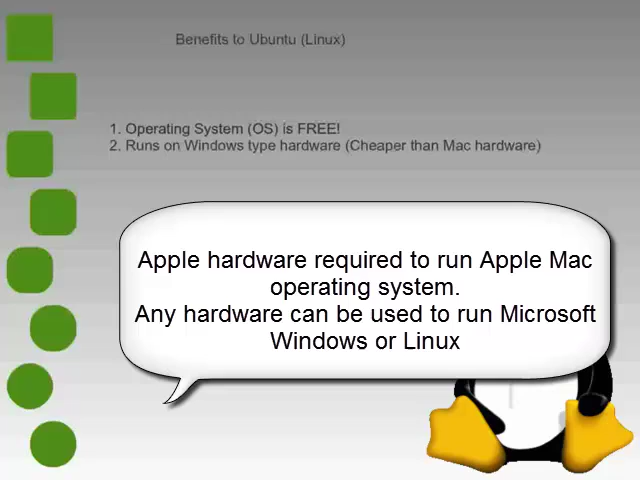 Benefits to Ubuntu (Linux)
1. Operating System (OS) is FREE!
2. Runs on Windows type hardware (Cheaper than Mac hardware)
Apple hardware required to run Apple Mac
operating system.
Any hardware can be used to run Microsoft
Windows or Linux